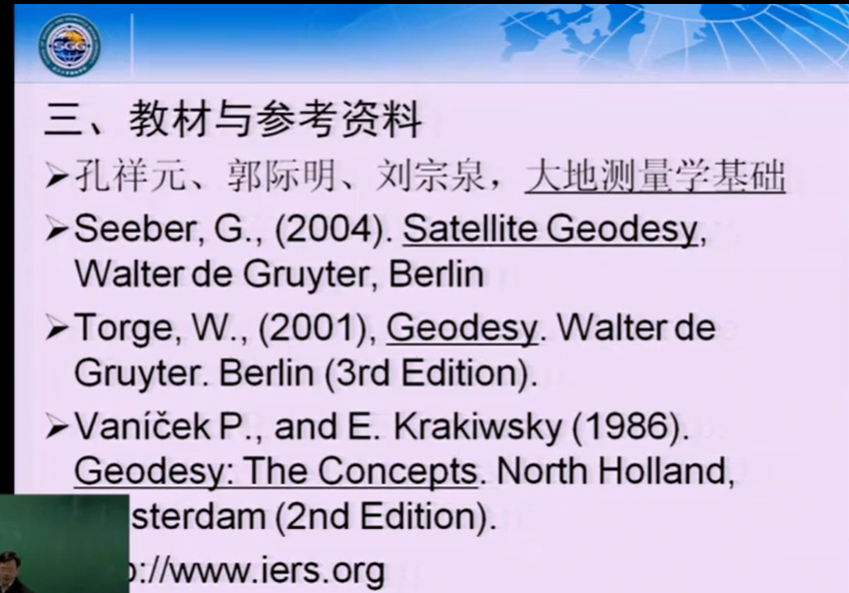 SGG
三、教材与参考资料
➢孔祥元、郭际明、刘宗泉，大地测量学基础
➢Seeber, G., (2004). Satellite Geodesy,
Walter de Gruyter, Berlin
➢Torge, W., (2001), Geodesy. Walter de
Gruyter. Berlin (3rd Edition).
➢Vaníček P., and E. Krakiwsky (1986).
Geodesy: The Concepts. North Holland,
sterdam (2nd Edition).
://www.iers.org